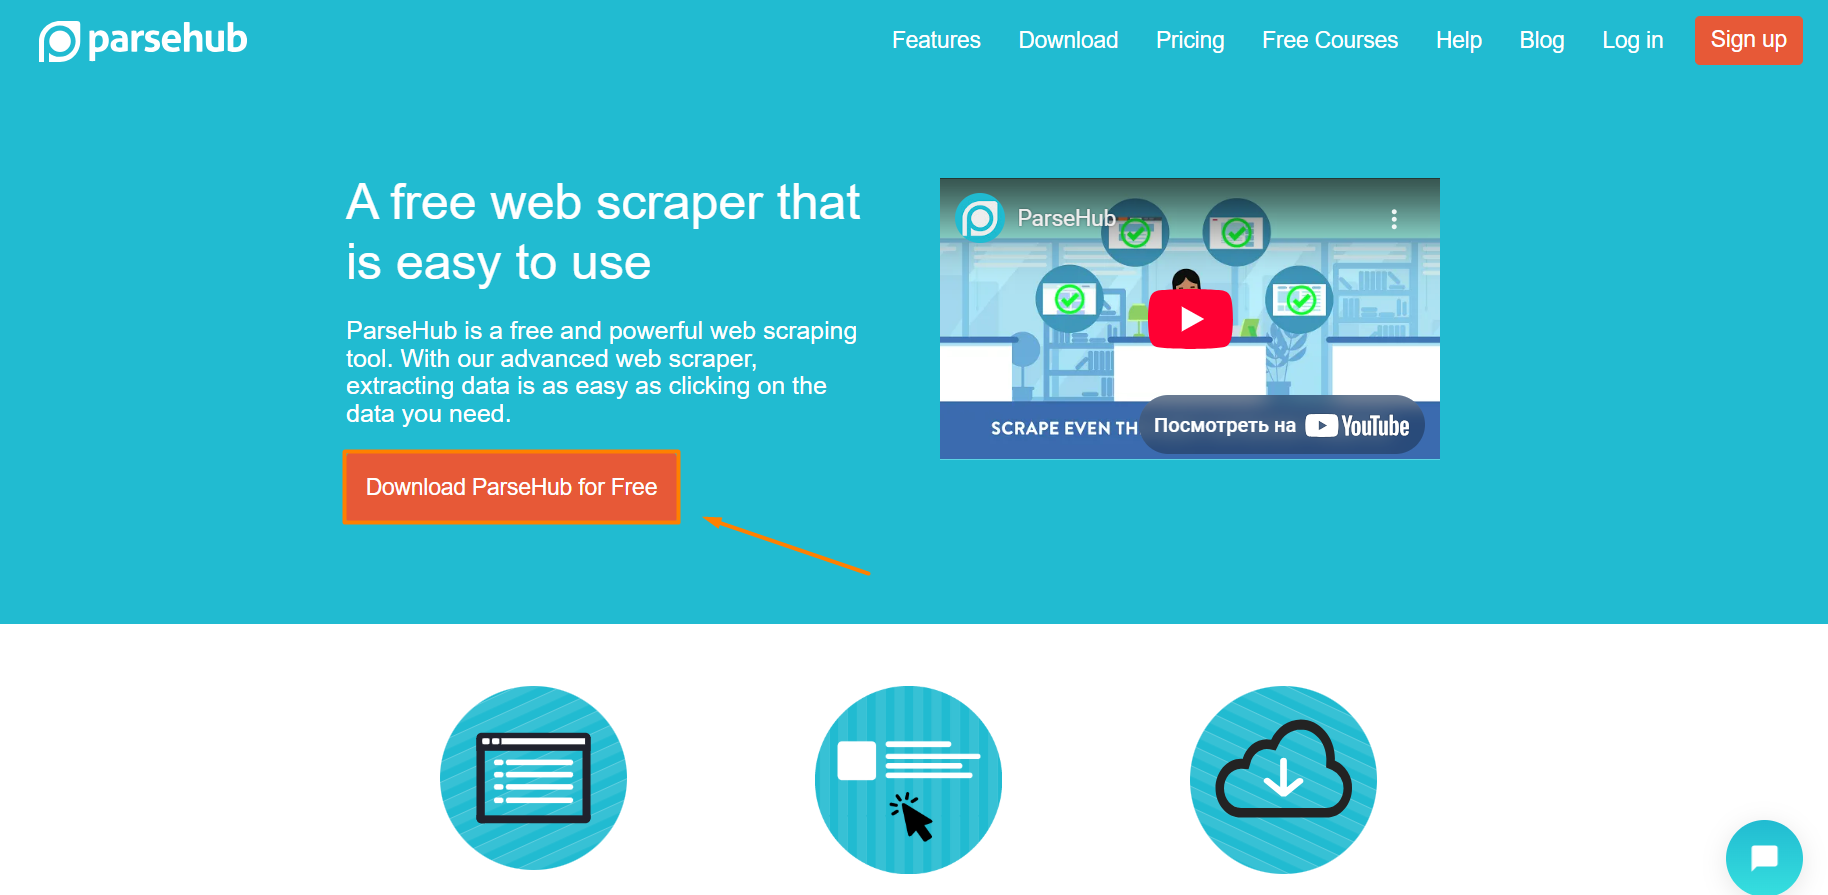 parsehub
Features Download Pricing Free Courses Help Blog Log in Sign up
A free web scraper that
is easy to use
ParseHub is a free and powerful web scraping
tool. With our advanced web scraper,
extracting data is as easy as clicking on the
data you need.
Download ParseHub for Free
ParseHub
SCRAPE EVEN TH
Посмотреть на YouTube